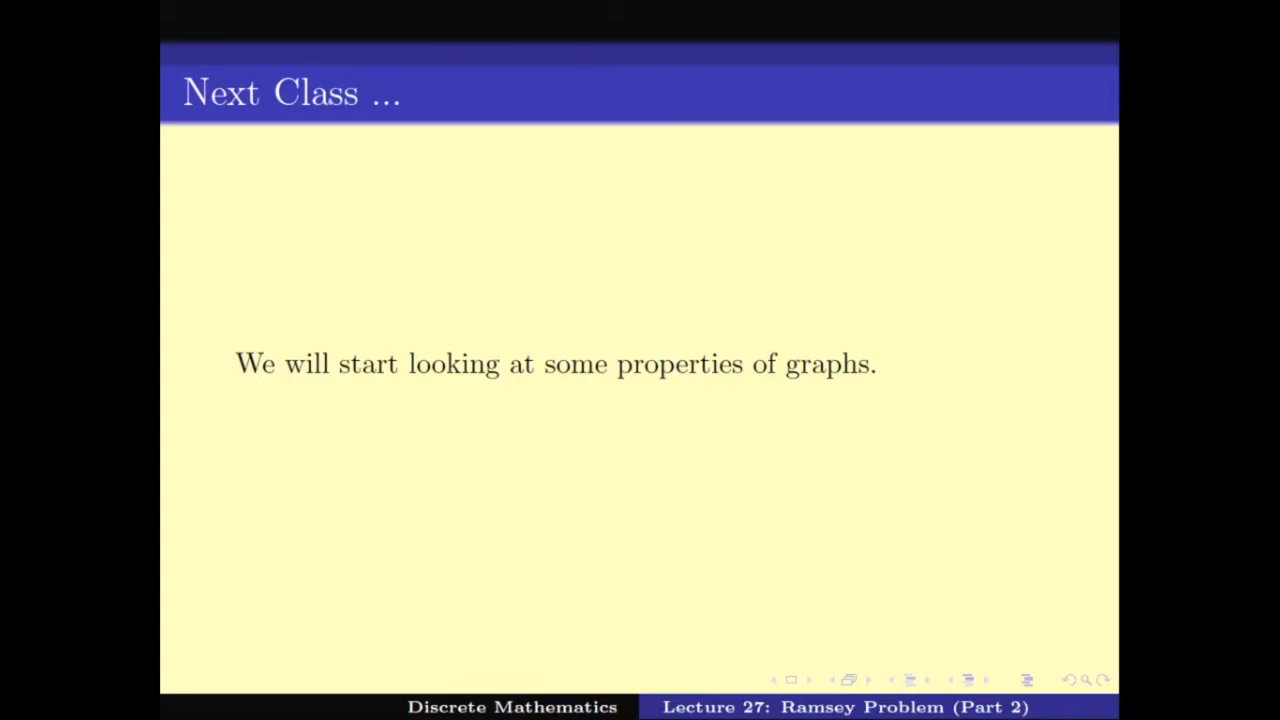 Next Class ...
We will start looking at some properties of graphs.
Discrete Mathematics
Lecture 27: Ramsey Problem (Part 2)